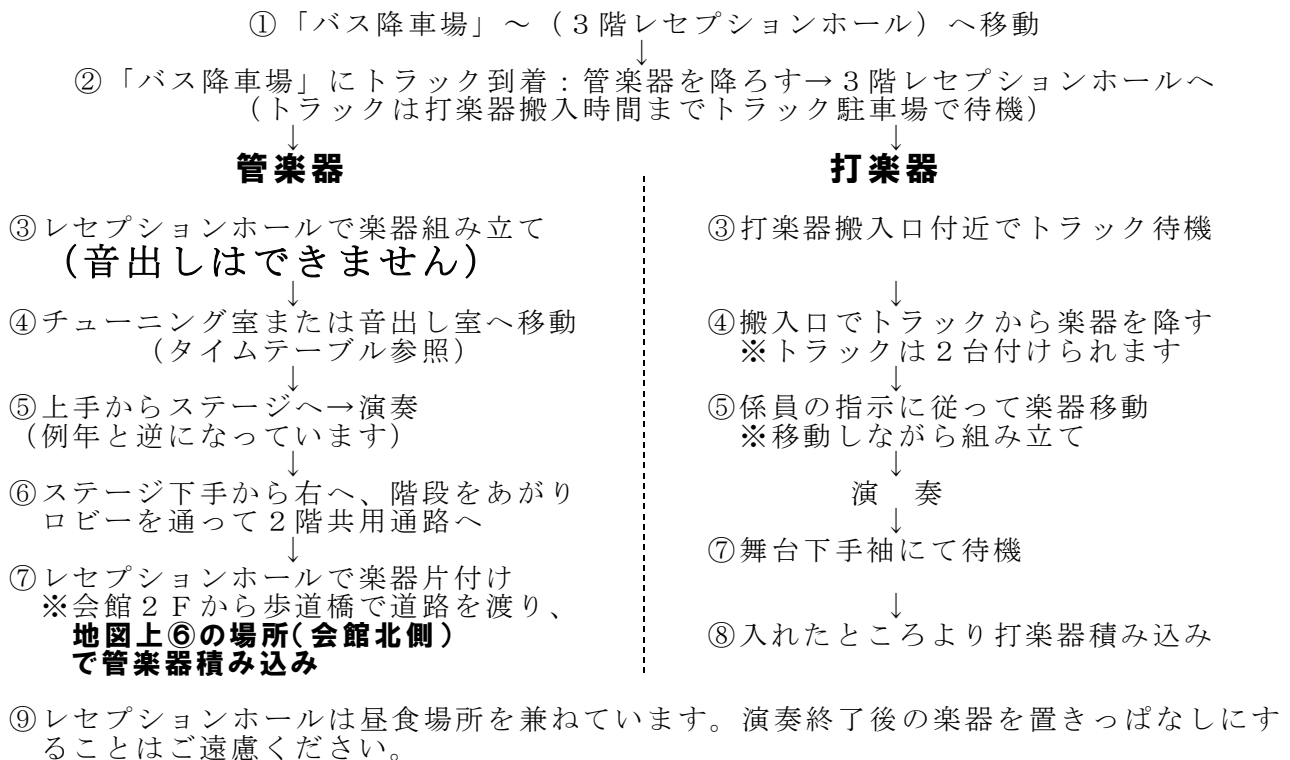 ①「バス降車場」～（３階レセプションホール）へ移動
↓
②「バス降車場」にトラック到着：管楽器を降ろす→３階レセプションホールへ
（トラックは打楽器搬入時間までトラック駐車場で待機）
↓
管楽器
③レセプションホールで楽器組み立て
（音出しはできません）
↓
④チューニング室または音出し室へ移動
（タイムテーブル参照）
↓
⑤上手からステージへ→演奏
（例年と逆になっています）
↓
⑥ステージ下手から右へ、階段をあがり
ロビーを通って２階共用通路へ
↓
⑦レセプションホールで楽器片付け
※会館２Ｆから歩道橋で道路を渡り、
地図上⑥の場所（会館北側）
で管楽器積み込み
↓
打楽器
③打楽器搬入口付近でトラック待機
↓
④搬入口でトラックから楽器を降す
※トラックは２台付けられます
↓
⑤係員の指示に従って楽器移動
※移動しながら組み立て
↓
演　奏
↓
⑦舞台下手袖にて待機
↓
⑧入れたところより打楽器積み込み
⑨レセプションホールは昼食場所を兼ねています。演奏終了後の楽器を置きっぱなしにす
ることはご遠慮ください。